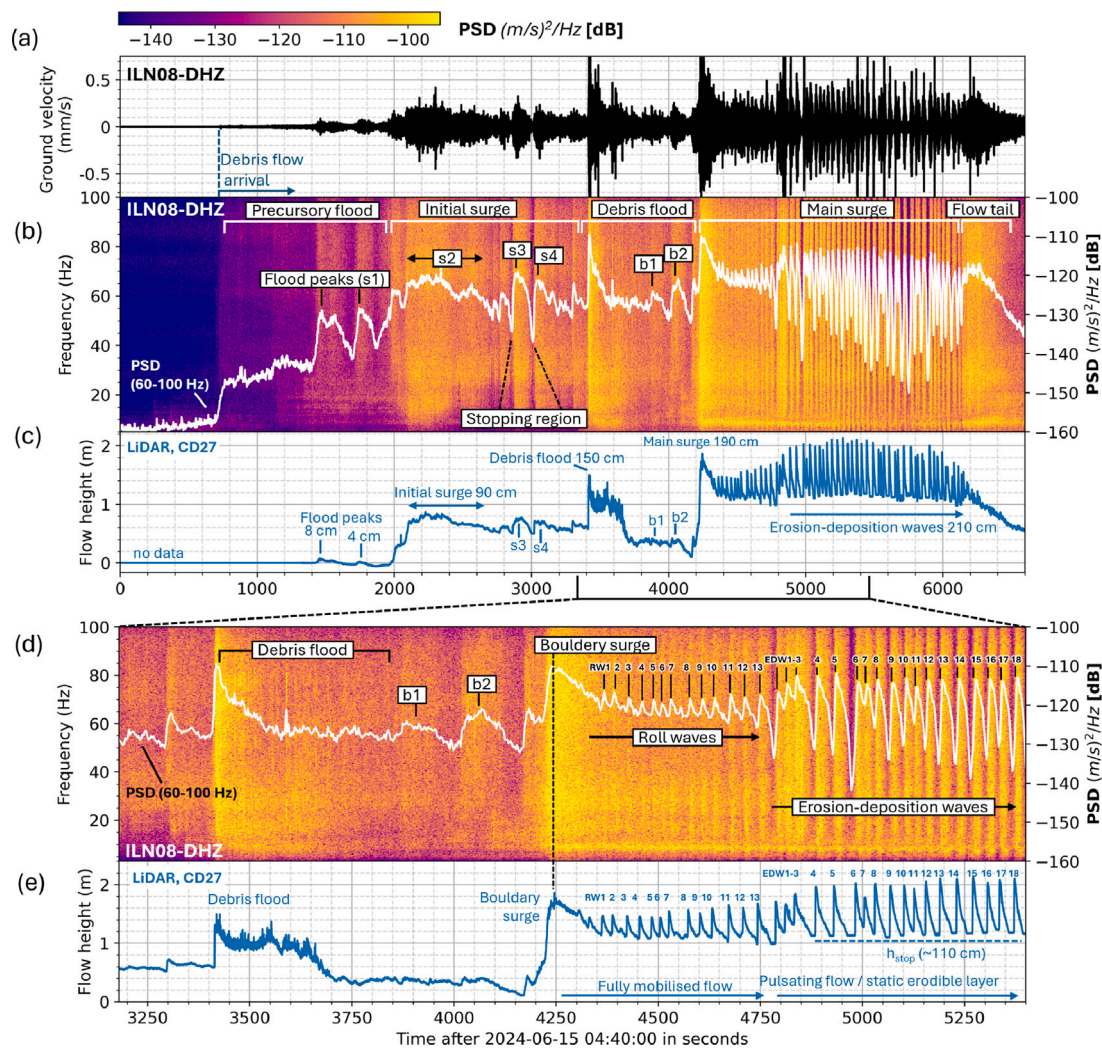 −140
−130
−120
−110
−100
PSD (m/s)²/Hz [dB]
(a)
ILN08-DHZ
Ground velocity
(mm/s)
0.5
0
-0.5
Debris flow
arrival
(b)
ILN08-DHZ
Precursory flood
Initial surge
Debris flood
Main surge
Flow tail
s2
s3
s4
b1
b2
Flood peaks (s1)
PSD
(60-100 Hz)
Stopping region
Frequency (Hz)
100
80
60
40
20
−100
−110
−120
−130
−140
−150
−160
PSD (m/s)²/Hz [dB]
(c)
LiDAR, CD27
Flow height (m)
2
1
0
no data
Flood peaks
8 cm
4 cm
Initial surge 90 cm
s3
s4
Debris flood 150 cm
b1
b2
Main surge 190 cm
Erosion-deposition waves 210 cm
0
1000
2000
3000
4000
5000
6000
(d)
Frequency (Hz)
100
80
60
40
20
Debris flood
b1
b2
Bouldery surge
RW1 2 3 4 5 6 7 8 9 10 11 12 13
EDW1-3 4 5 6 7 8 9 10 11 12 13 14 15 16 17 18
Roll waves
Erosion-deposition waves
PSD (60-100 Hz)
ILN08-DHZ
−100
−110
−120
−130
−140
−150
−160
PSD (m/s)²/Hz [dB]
(e)
LiDAR, CD27
Flow height (m)
2
1
0
Debris flood
Bouldary
surge
RW1 2 3 4 5 6 7 8 9 10 11 12 13
EDW1-3 4 5 6 7 8 9 10 11 12 13 14 15 16 17 18
hstop (~110 cm)
Fully mobilised flow
Pulsating flow / static erodible layer
3250
3500
3750
4000
4250
4500
4750
5000
5250
Time after 2024-06-15 04:40:00 in seconds